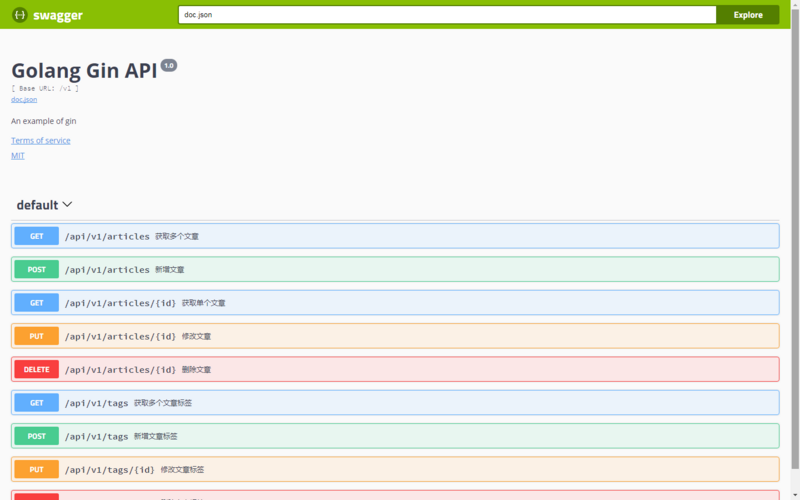 swagger
doc.json
Explore
Golang Gin API 1.0
[ Base URL: /v1 ]
doc.json
An example of gin
Terms of service
MIT
default
GET /api/v1/articles 获取多个文章
POST /api/v1/articles 新增文章
GET /api/v1/articles/{id} 获取单个文章
PUT /api/v1/articles/{id} 修改文章
DELETE /api/v1/articles/{id} 删除文章
GET /api/v1/tags 获取多个文章标签
POST /api/v1/tags 新增文章标签
PUT /api/v1/tags/{id} 修改文章标签